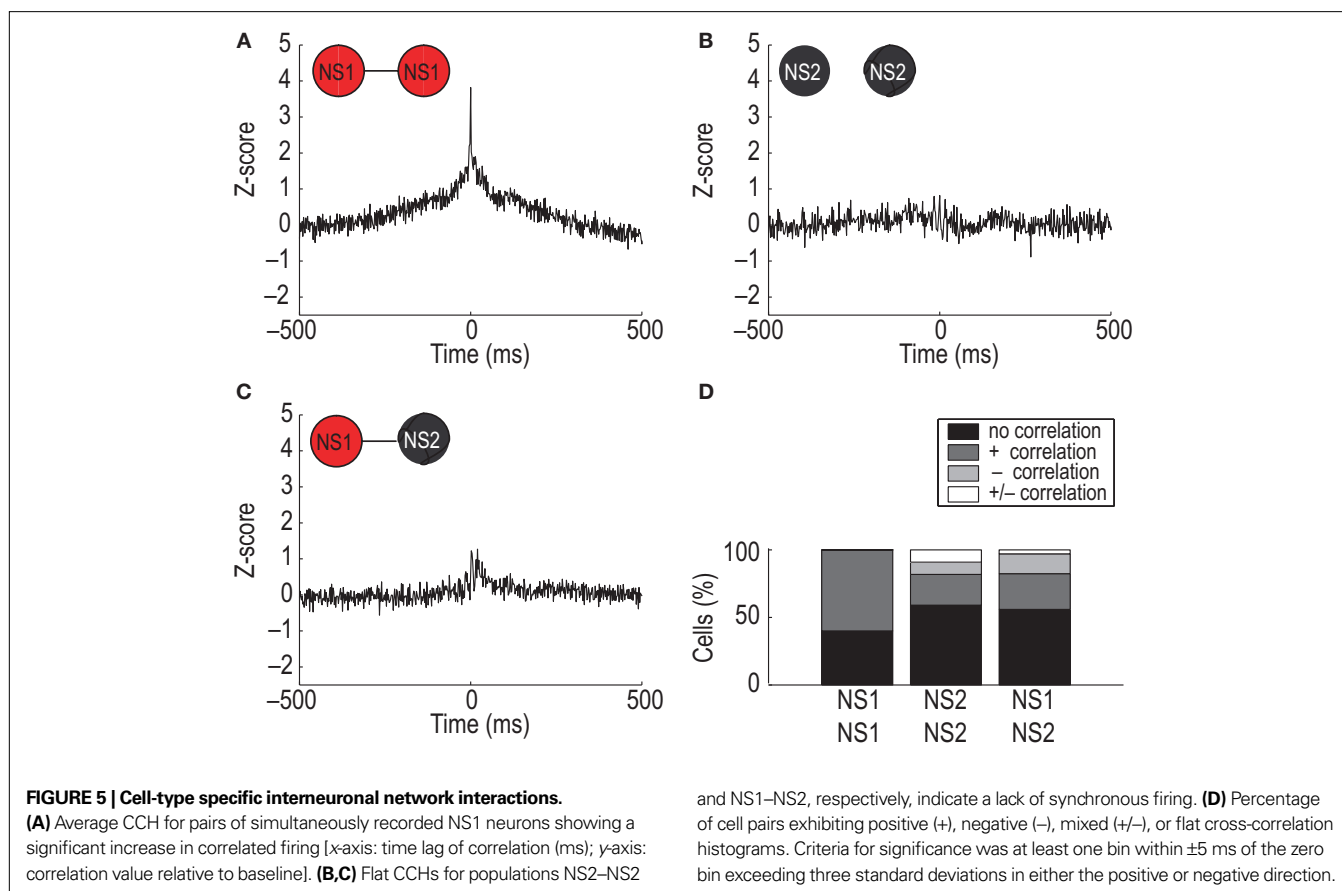 A
5
4
3
2
1
0
−1
−2
Z-score
NS1
NS1
−500
0
500
Time (ms)
B
5
4
3
2
1
0
−1
−2
Z-score
NS2
NS2
−500
0
500
Time (ms)
C
5
4
3
2
1
0
−1
−2
Z-score
NS1
NS2
−500
0
500
Time (ms)
D
no correlation
+ correlation
− correlation
+/− correlation
100
50
0
Cells (%)
NS1 NS2 NS1
NS1 NS2 NS2
FIGURE 5 | Cell-type specific interneuronal network interactions.
(A) Average CCH for pairs of simultaneously recorded NS1 neurons showing a
significant increase in correlated firing [x-axis: time lag of correlation (ms); y-axis:
correlation value relative to baseline]. (B,C) Flat CCHs for populations NS2–NS2
and NS1–NS2, respectively, indicate a lack of synchronous firing. (D) Percentage
of cell pairs exhibiting positive (+), negative (–), mixed (+/–), or flat cross-correlation
histograms. Criteria for significance was at least one bin within ±5 ms of the zero
bin exceeding three standard deviations in either the positive or negative direction.